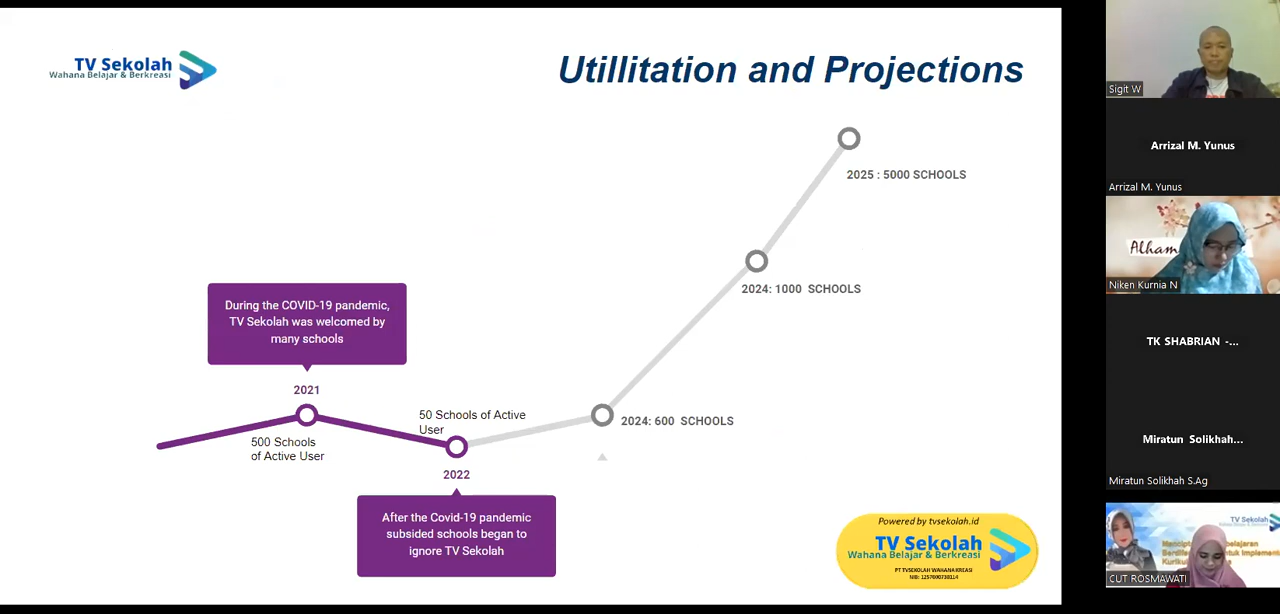 TV Sekolah
Wahana Belajar & Berkreasi
Utillitation and Projections
2025 : 5000 SCHOOLS
2024: 1000 SCHOOLS
During the COVID-19 pandemic,
TV Sekolah was welcomed by
many schools
2021
500 Schools
of Active User
50 Schools of Active
User
2022
2024: 600 SCHOOLS
After the Covid-19 pandemic
subsided schools began to
ignore TV Sekolah
Powered by tvsekolah.id
TV Sekolah
Wahana Belajar & Berkreasi
PT TVSEKOLAH WAHANA KREASI
Sigit W
Arrizal M. Yunus
Arrizal M. Yunus
Alham
Niken Kurnia N
TK SHABRIAN -...
Miratun Solikhah...
Miratun Solikhah S.Ag
TV Sekolah
CUT ROSMAWATI